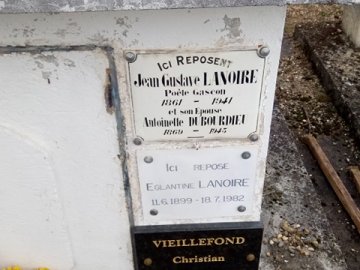 ICI REPOSENT
Jean Gustave LANOIRE
Poète Gascon
1861 - 1941
et son Epouse
Antoinette DUBOURDIEU
1869 - 1945
ICI REPOSE
EGLANTINE LANOIRE
11.6.1899 - 18.7.1982
VIEILLEFOND
Christian